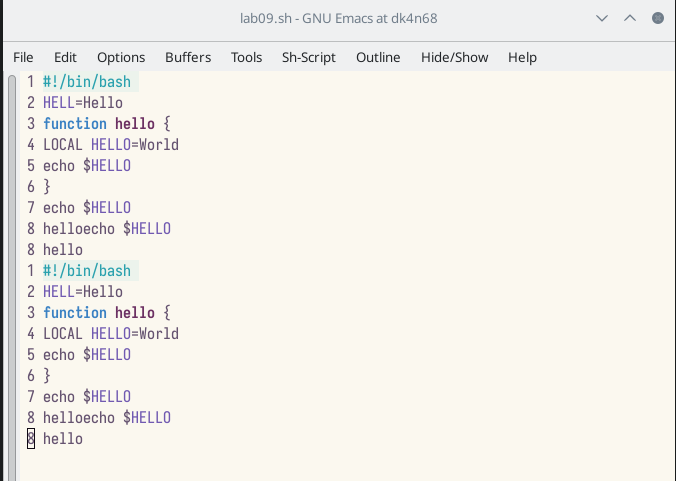 lab09.sh - GNU Emacs at dk4n68
File Edit Options Buffers Tools Sh-Script Outline Hide/Show Help
1 #!/bin/bash
2 HELL=Hello
3 function hello {
4 LOCAL HELLO=World
5 echo $HELLO
6 }
7 echo $HELLO
8 helloecho $HELLO
8 hello
1 #!/bin/bash
2 HELL=Hello
3 function hello {
4 LOCAL HELLO=World
5 echo $HELLO
6 }
7 echo $HELLO
8 helloecho $HELLO
8 hello